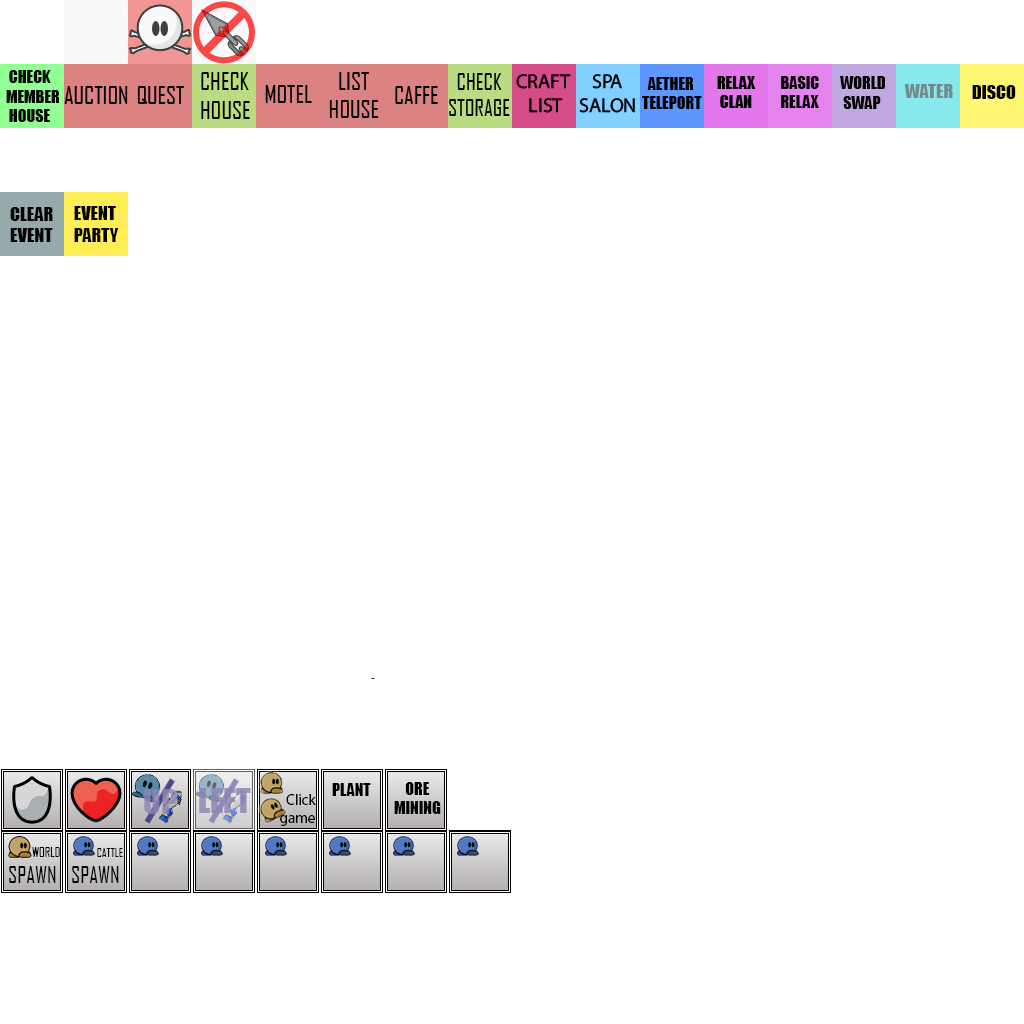 CHECK
MEMBER
HOUSE
AUCTION
QUEST
CHECK
HOUSE
MOTEL
LIST
HOUSE
CAFFE
CHECK
STORAGE
CRAFT
LIST
SPA
SALON
AETHER
TELEPORT
RELAX
CLAN
BASIC
RELAX
WORLD
SWAP
WATER
DISCO
CLEAR
EVENT
EVENT
PARTY
-
UP
LEFT
Click
game
PLANT
ORE
MINING
WORLD
SPAWN
CATTLE
SPAWN